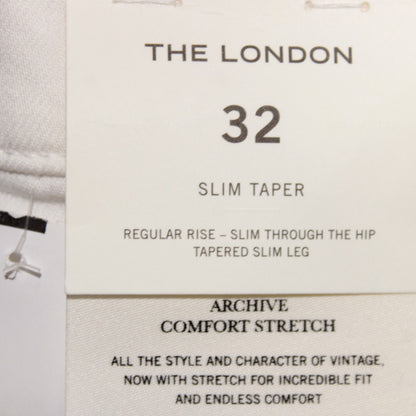 THE LONDON
32
SLIM TAPER
REGULAR RISE – SLIM THROUGH THE HIP
TAPERED SLIM LEG
ARCHIVE
COMFORT STRETCH
ALL THE STYLE AND CHARACTER OF VINTAGE,
NOW WITH STRETCH FOR INCREDIBLE FIT
AND ENDLESS COMFORT